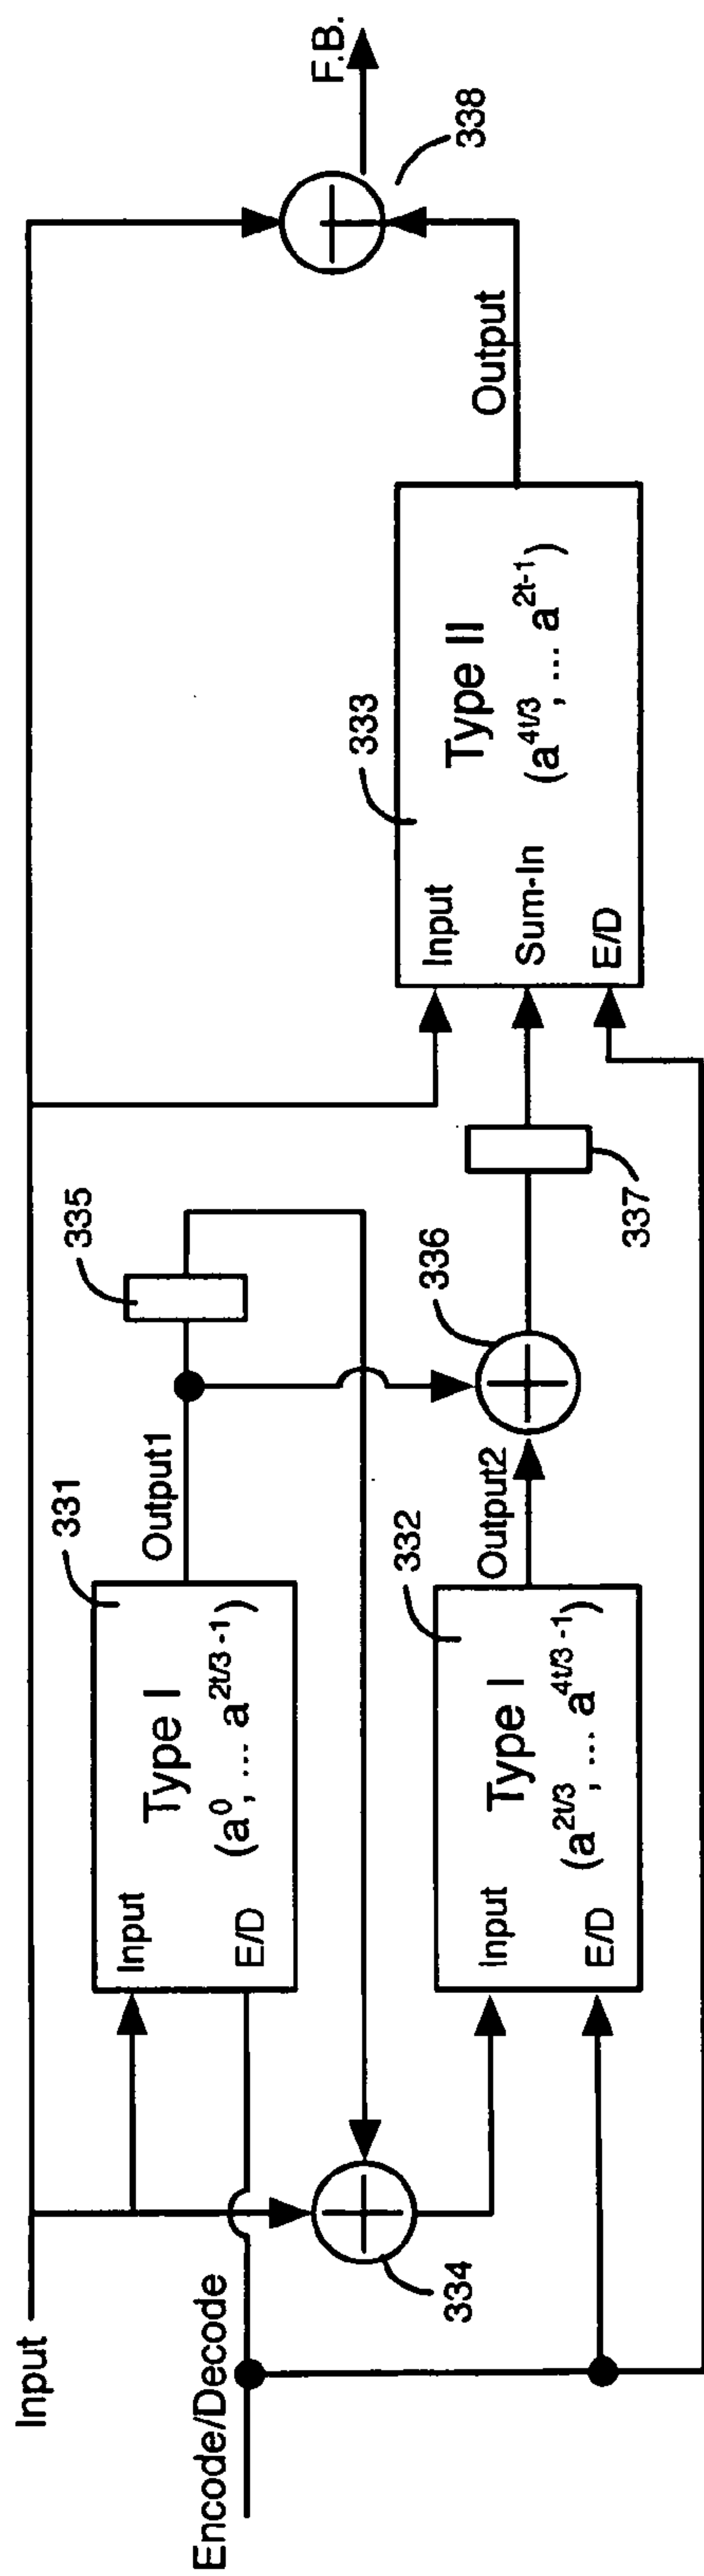 Input
Encode/Decode
331
Input
Type I
(a^0, ... a^{2t/3 -1})
E/D
Output1
335
334
332
Input
Type I
(a^{2t/3}, ... a^{4t/3 -1})
E/D
Output2
336
337
333
Input
Type II
Sum-In
(a^{4t/3}, ... a^{2t-1})
E/D
Output
338
F.B.